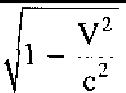 √(1 − V²/c²)